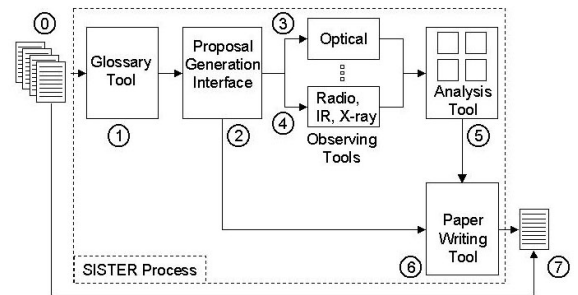 0
Glossary
Tool
1
Proposal
Generation
Interface
2
3
Optical
4
Radio,
IR, X-ray
Observing
Tools
Analysis
Tool
5
Paper
Writing
Tool
6
7
SISTER Process